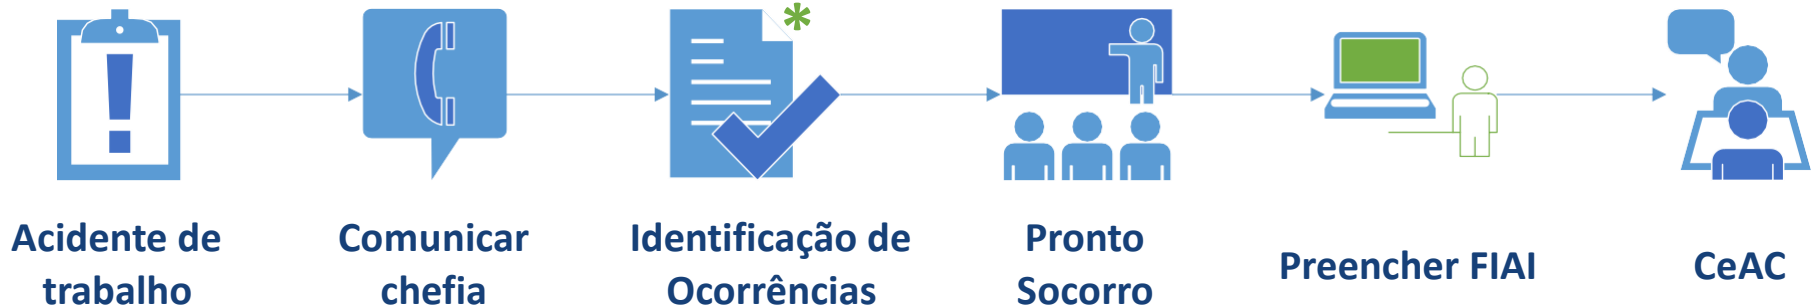 Acidente de
trabalho
Comunicar
chefia
Identificação de
Ocorrências
Pronto
Socorro
Preencher FIAI
CeAC
*